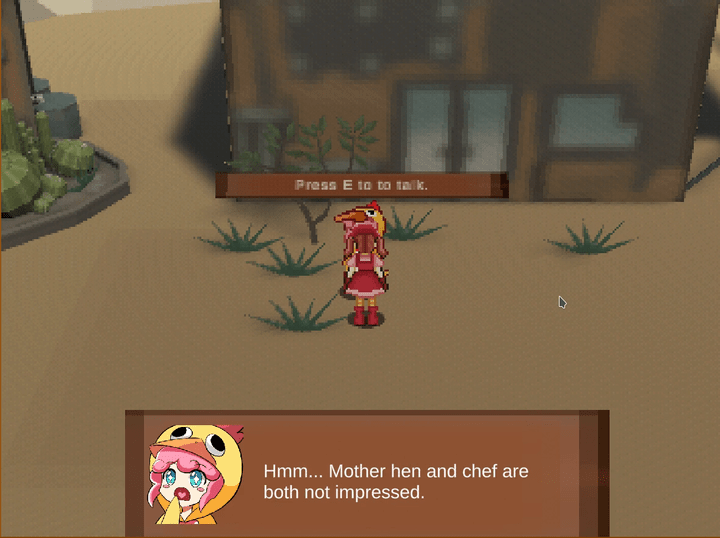 Press E to to talk.
Hmm... Mother hen and chef are
both not impressed.